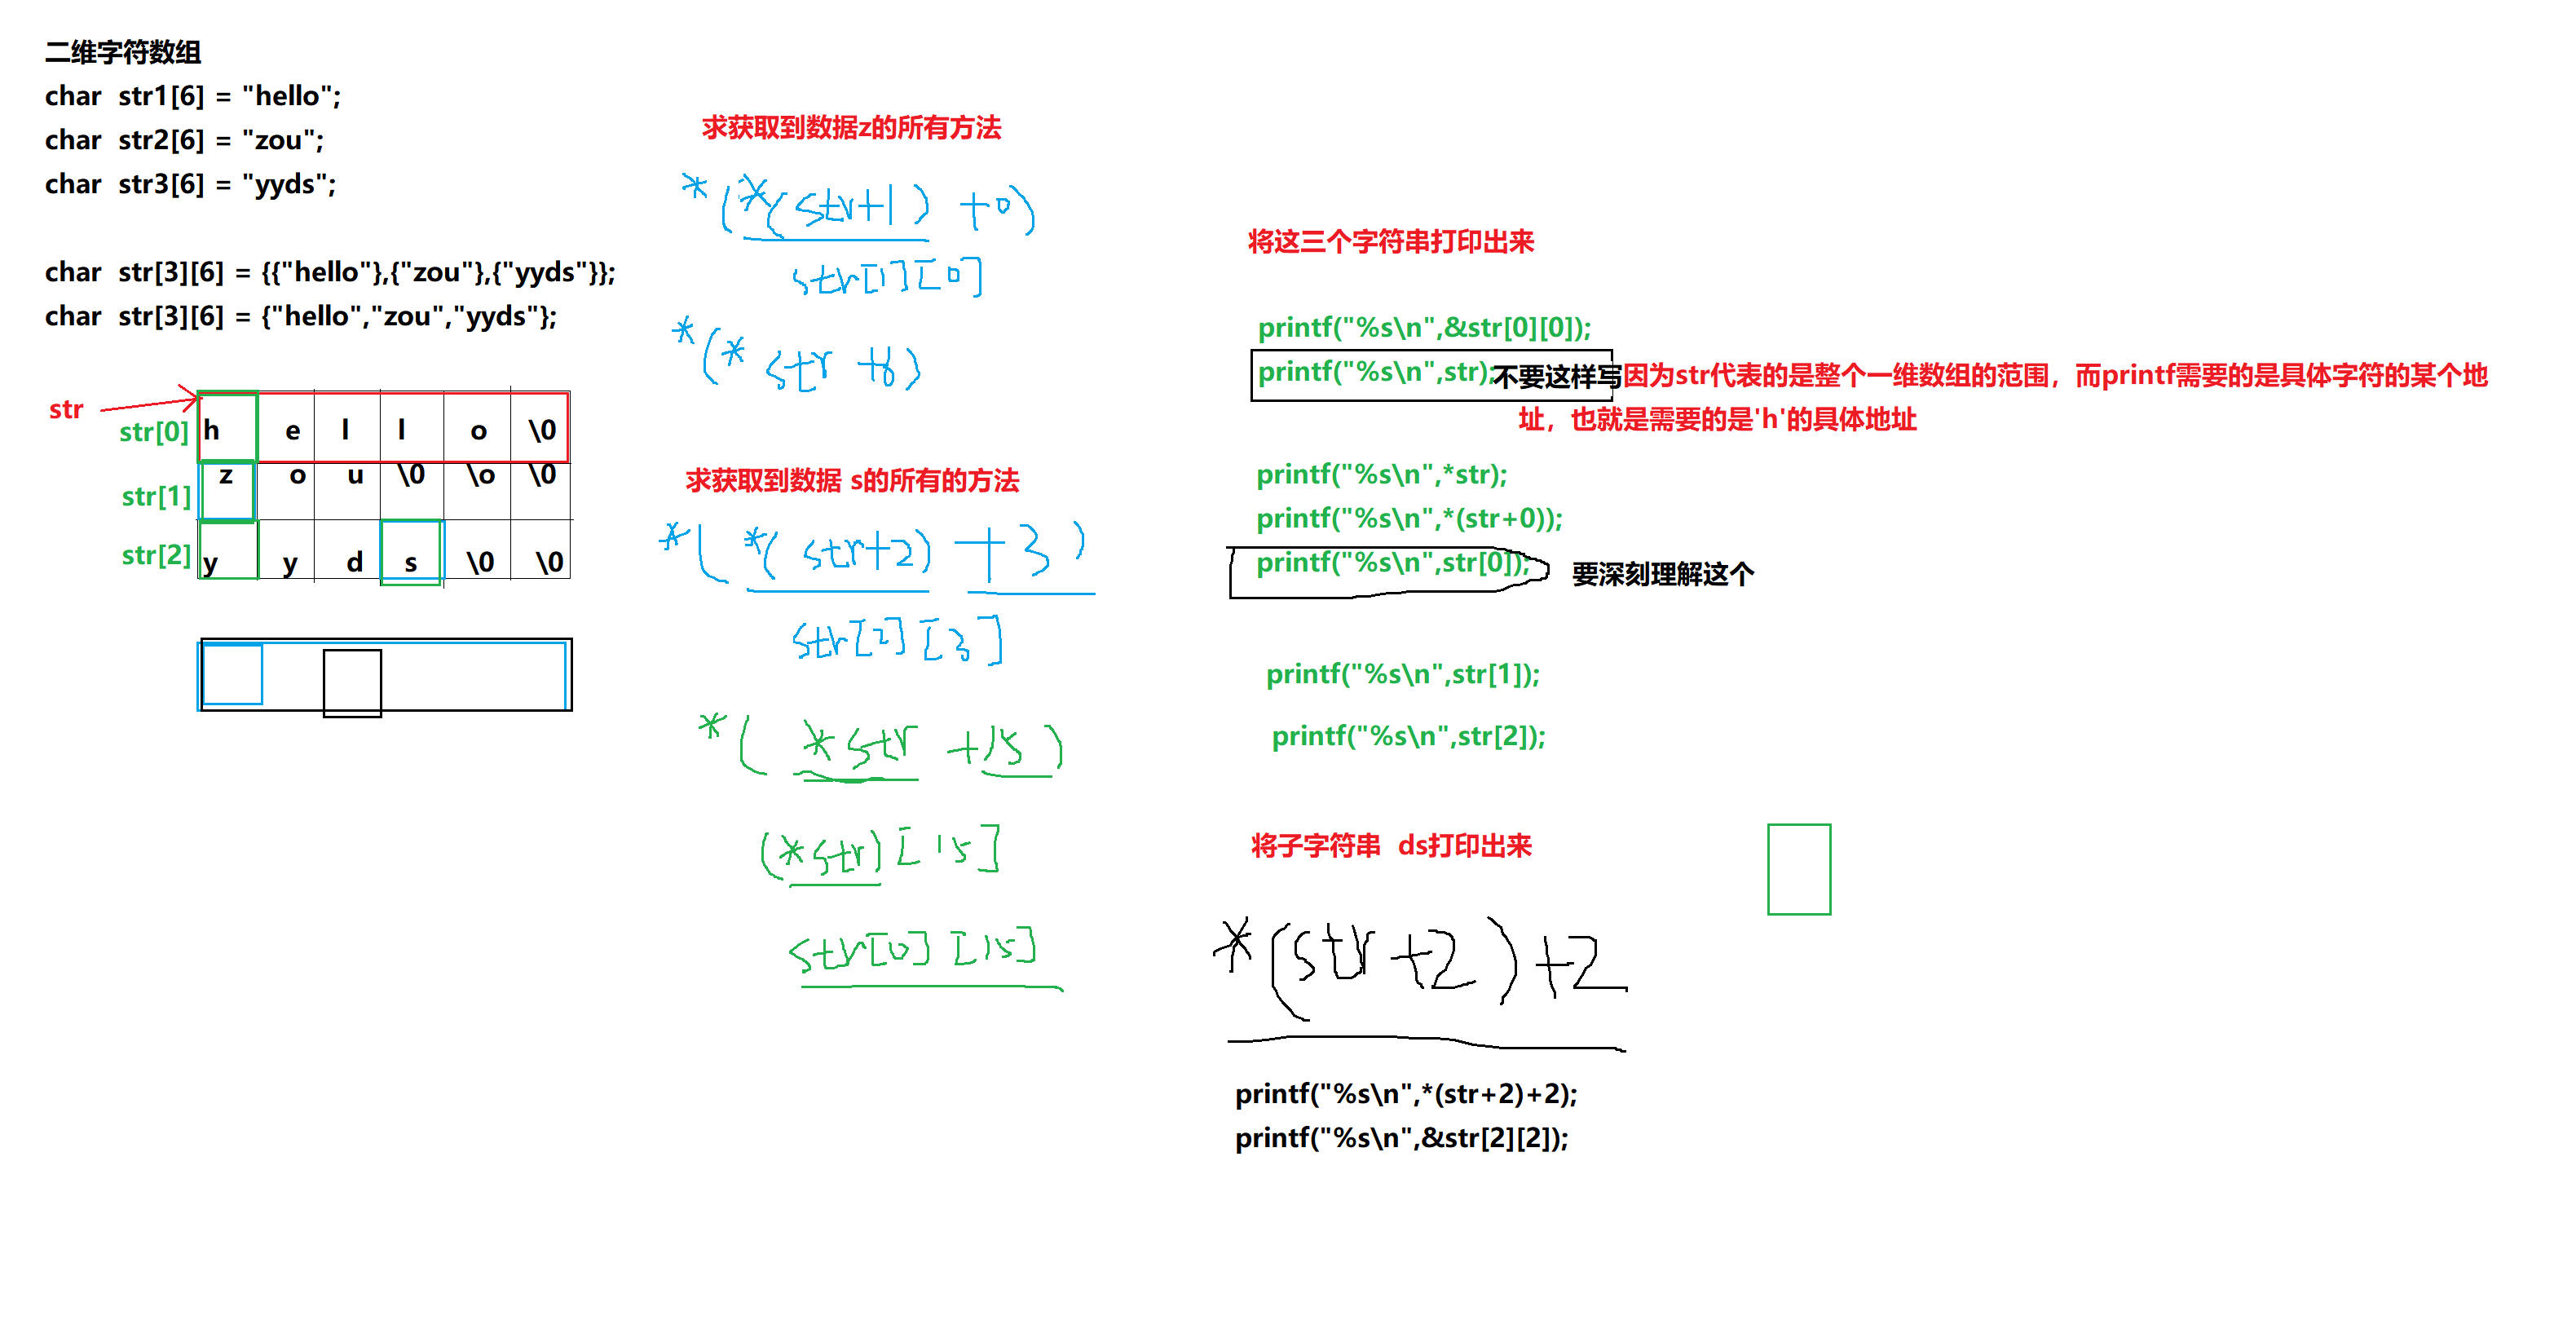 二维字符数组
char  str1[6] = "hello";
char  str2[6] = "zou";
char  str3[6] = "yyds";
char  str[3][6] = {{"hello"},{"zou"},{"yyds"}};
char  str[3][6] = {"hello","zou","yyds"};
str
str[0] h e l l o \0
str[1] z o u \0 \o \0
str[2] y y d s \0 \0
求获取到数据z的所有方法
*(*(str+1) +0)
str[1][0]
*(* str +6)
求获取到数据 s的所有的方法
*( *(str+2) +3 )
str[2][3]
*( *str +15 )
(*str)[15]
str[0][15]
将这三个字符串打印出来
printf("%s\n",&str[0][0]);
printf("%s\n",str);不要这样写因为str代表的是整个一维数组的范围，而printf需要的是具体字符的某个地
址，也就是需要的是'h'的具体地址
printf("%s\n",*str);
printf("%s\n",*(str+0));
printf("%s\n",str[0]); 要深刻理解这个
printf("%s\n",str[1]);
printf("%s\n",str[2]);
将子字符串  ds打印出来
*(str+2)+2
printf("%s\n",*(str+2)+2);
printf("%s\n",&str[2][2]);